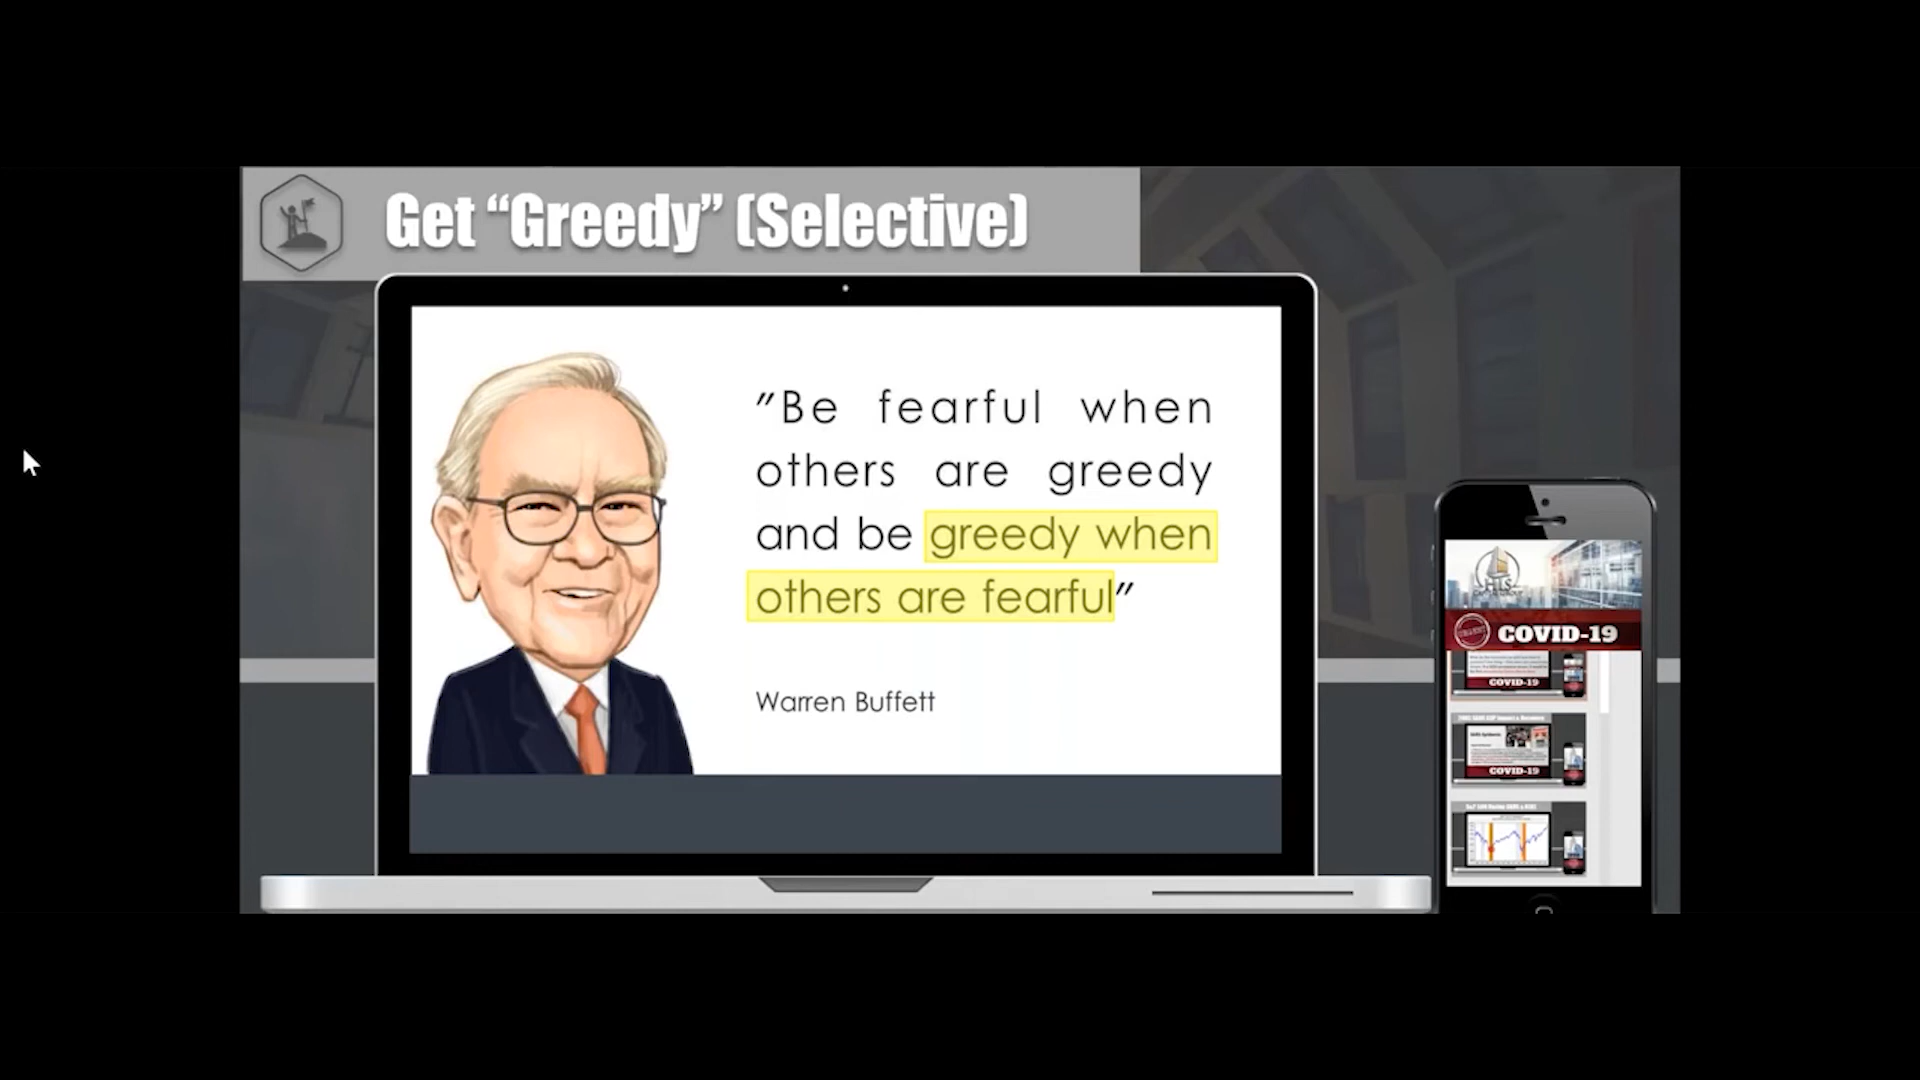 Get “Greedy” (Selective)
"Be fearful when
others are greedy
and be greedy when
others are fearful"
Warren Buffett
COVID-19
COVID-19
COVID-19